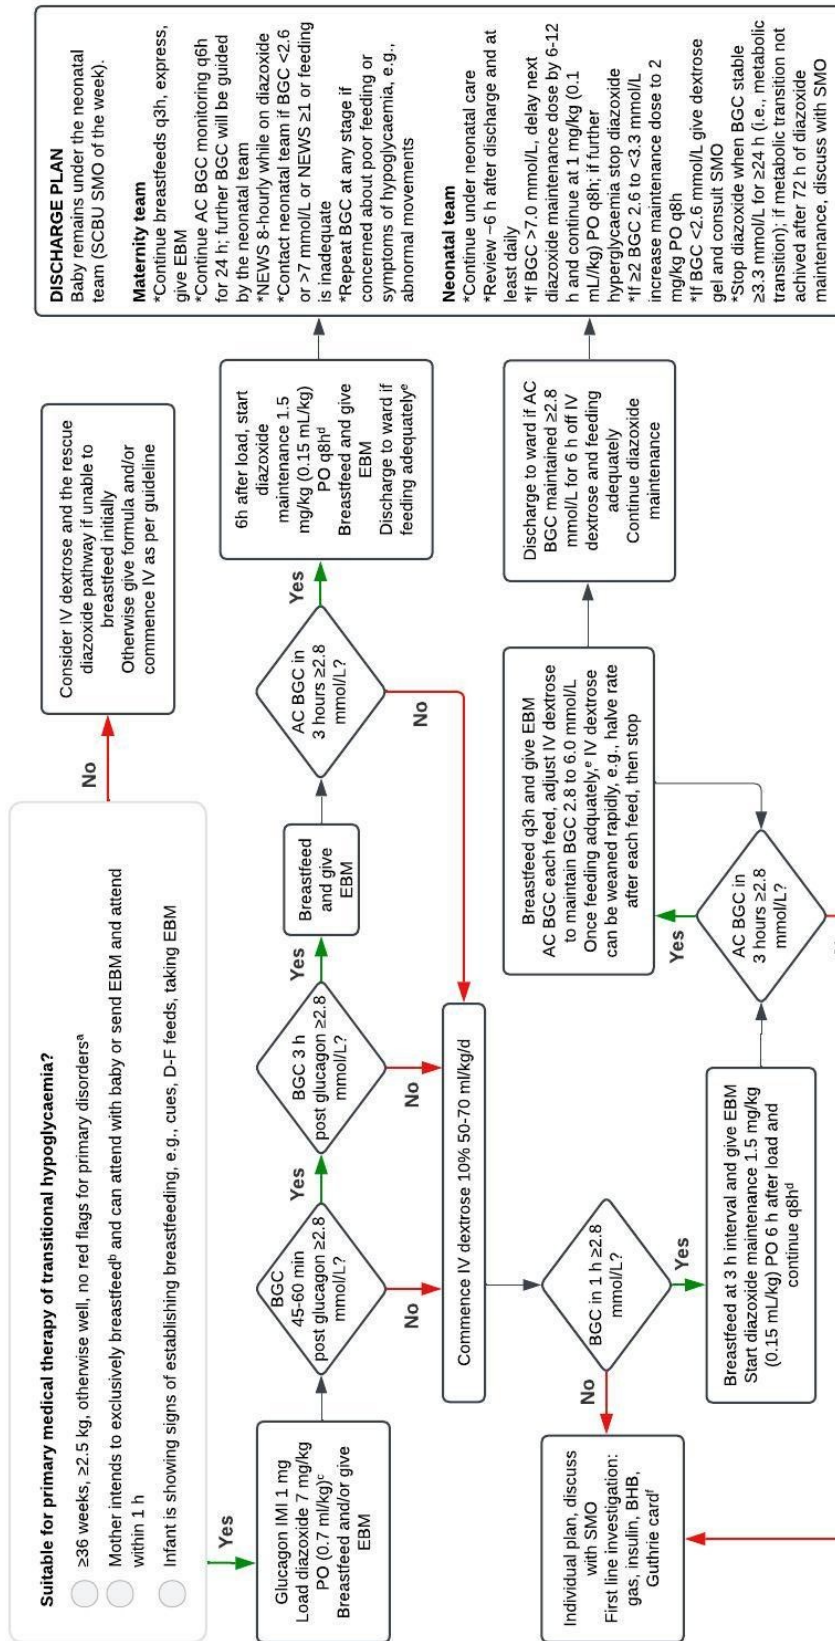 Suitable for primary medical therapy of transitional hypoglycaemia?
≥36 weeks, ≥2.5 kg, otherwise well, no red flags for primary disordersᵃ
Mother intends to exclusively breastfeedᵇ and can attend with baby or send EBM and attend
within 1 h
Infant is showing signs of establishing breastfeeding, e.g., cues, D-F feeds, taking EBM
No
Consider IV dextrose and the rescue
diazoxide pathway if unable to
breastfeed initially
Otherwise give formula and/or
commence IV as per guideline
Yes
Glucagon IMI 1 mg
Load diazoxide 7 mg/kg
PO (0.7 ml/kg)ᶜ
Breastfeed and/or give
EBM
BGC
45-60 min
post glucagon ≥2.8
mmol/L?
Yes
No
BGC 3 h
post glucagon ≥2.8
mmol/L?
Yes
No
Breastfeed
and give
EBM
AC BGC in
3 hours ≥2.8
mmol/L?
Yes
No
6h after load, start
diazoxide
maintenance 1.5
mg/kg (0.15 mL/kg)
PO q8hᵈ
Breastfeed and give
EBM
Discharge to ward if
feeding adequatelyᵉ
Commence IV dextrose 10% 50-70 ml/kg/d
BGC in 1 h ≥2.8
mmol/L?
No
Yes
Individual plan, discuss
with SMO
First line investigation:
gas, insulin, BHB,
Guthrie cardᶠ
Breastfeed at 3 h interval and give EBM
Start diazoxide maintenance 1.5 mg/kg
(0.15 mL/kg) PO 6 h after load and
continue q8hᵈ
AC BGC in
3 hours ≥2.8
mmol/L?
Yes
Breastfeed q3h and give EBM
AC BGC each feed, adjust IV dextrose
to maintain BGC 2.8 to 6.0 mmol/L
Once feeding adquately,ᵉ IV dextrose
can be weaned rapidly, e.g., halve rate
after each feed, then stop
Discharge to ward if AC
BGC maintained ≥2.8
mmol/L for 6 h off IV
dextrose and feeding
adequately
Continue diazoxide
maintenance
DISCHARGE PLAN
Baby remains under the neonatal
team (SCBU SMO of the week).
Maternity team
*Continue breastfeeds q3h, express,
give EBM
*Continue AC BGC monitoring q6h
for 24 h; further BGC will be guided
by the neonatal team
*NEWS 8-hourly while on diazoxide
*Contact neonatal team if BGC <2.6
or >7 mmol/L or NEWS ≥1 or feeding
is inadequate
*Repeat BGC at any stage if
concerned about poor feeding or
symptoms of hypoglycaemia, e.g.,
abnormal movements
Neonatal team
*Continue under neonatal care
*Review ~6 h after discharge and at
least daily
*If BGC >7.0 mmol/L, delay next
diazoxide maintenance dose by 6-12
h and continue at 1 mg/kg (0.1
mL/kg) PO q8h; if further
hyperglycaemia stop diazoxide
*If ≥2 BGC 2.6 to <3.3 mmol/L
increase maintenance dose to 2
mg/kg PO q8h
*If BGC <2.6 mmol/L give dextrose
gel and consult SMO
*Stop diazoxide when BGC stable
≥3.3 mmol/L for ≥24 h (i.e., metabolic
transition); if metabolic transition not
achived after 72 h of diazoxide
maintenance, discuss with SMO